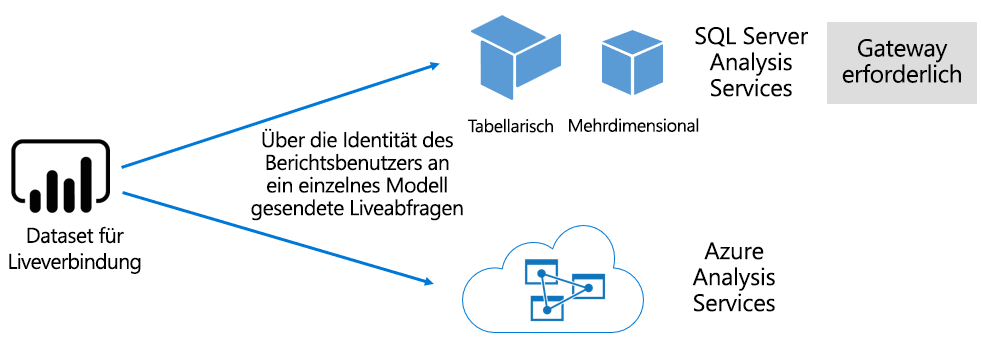 SQL Server
Analysis
Services
Gateway
erforderlich
Tabellarisch
Mehrdimensional
Über die Identität des
Berichtsbenutzers an
ein einzelnes Modell
gesendete Liveabfragen
Dataset für
Liveverbindung
Azure
Analysis
Services